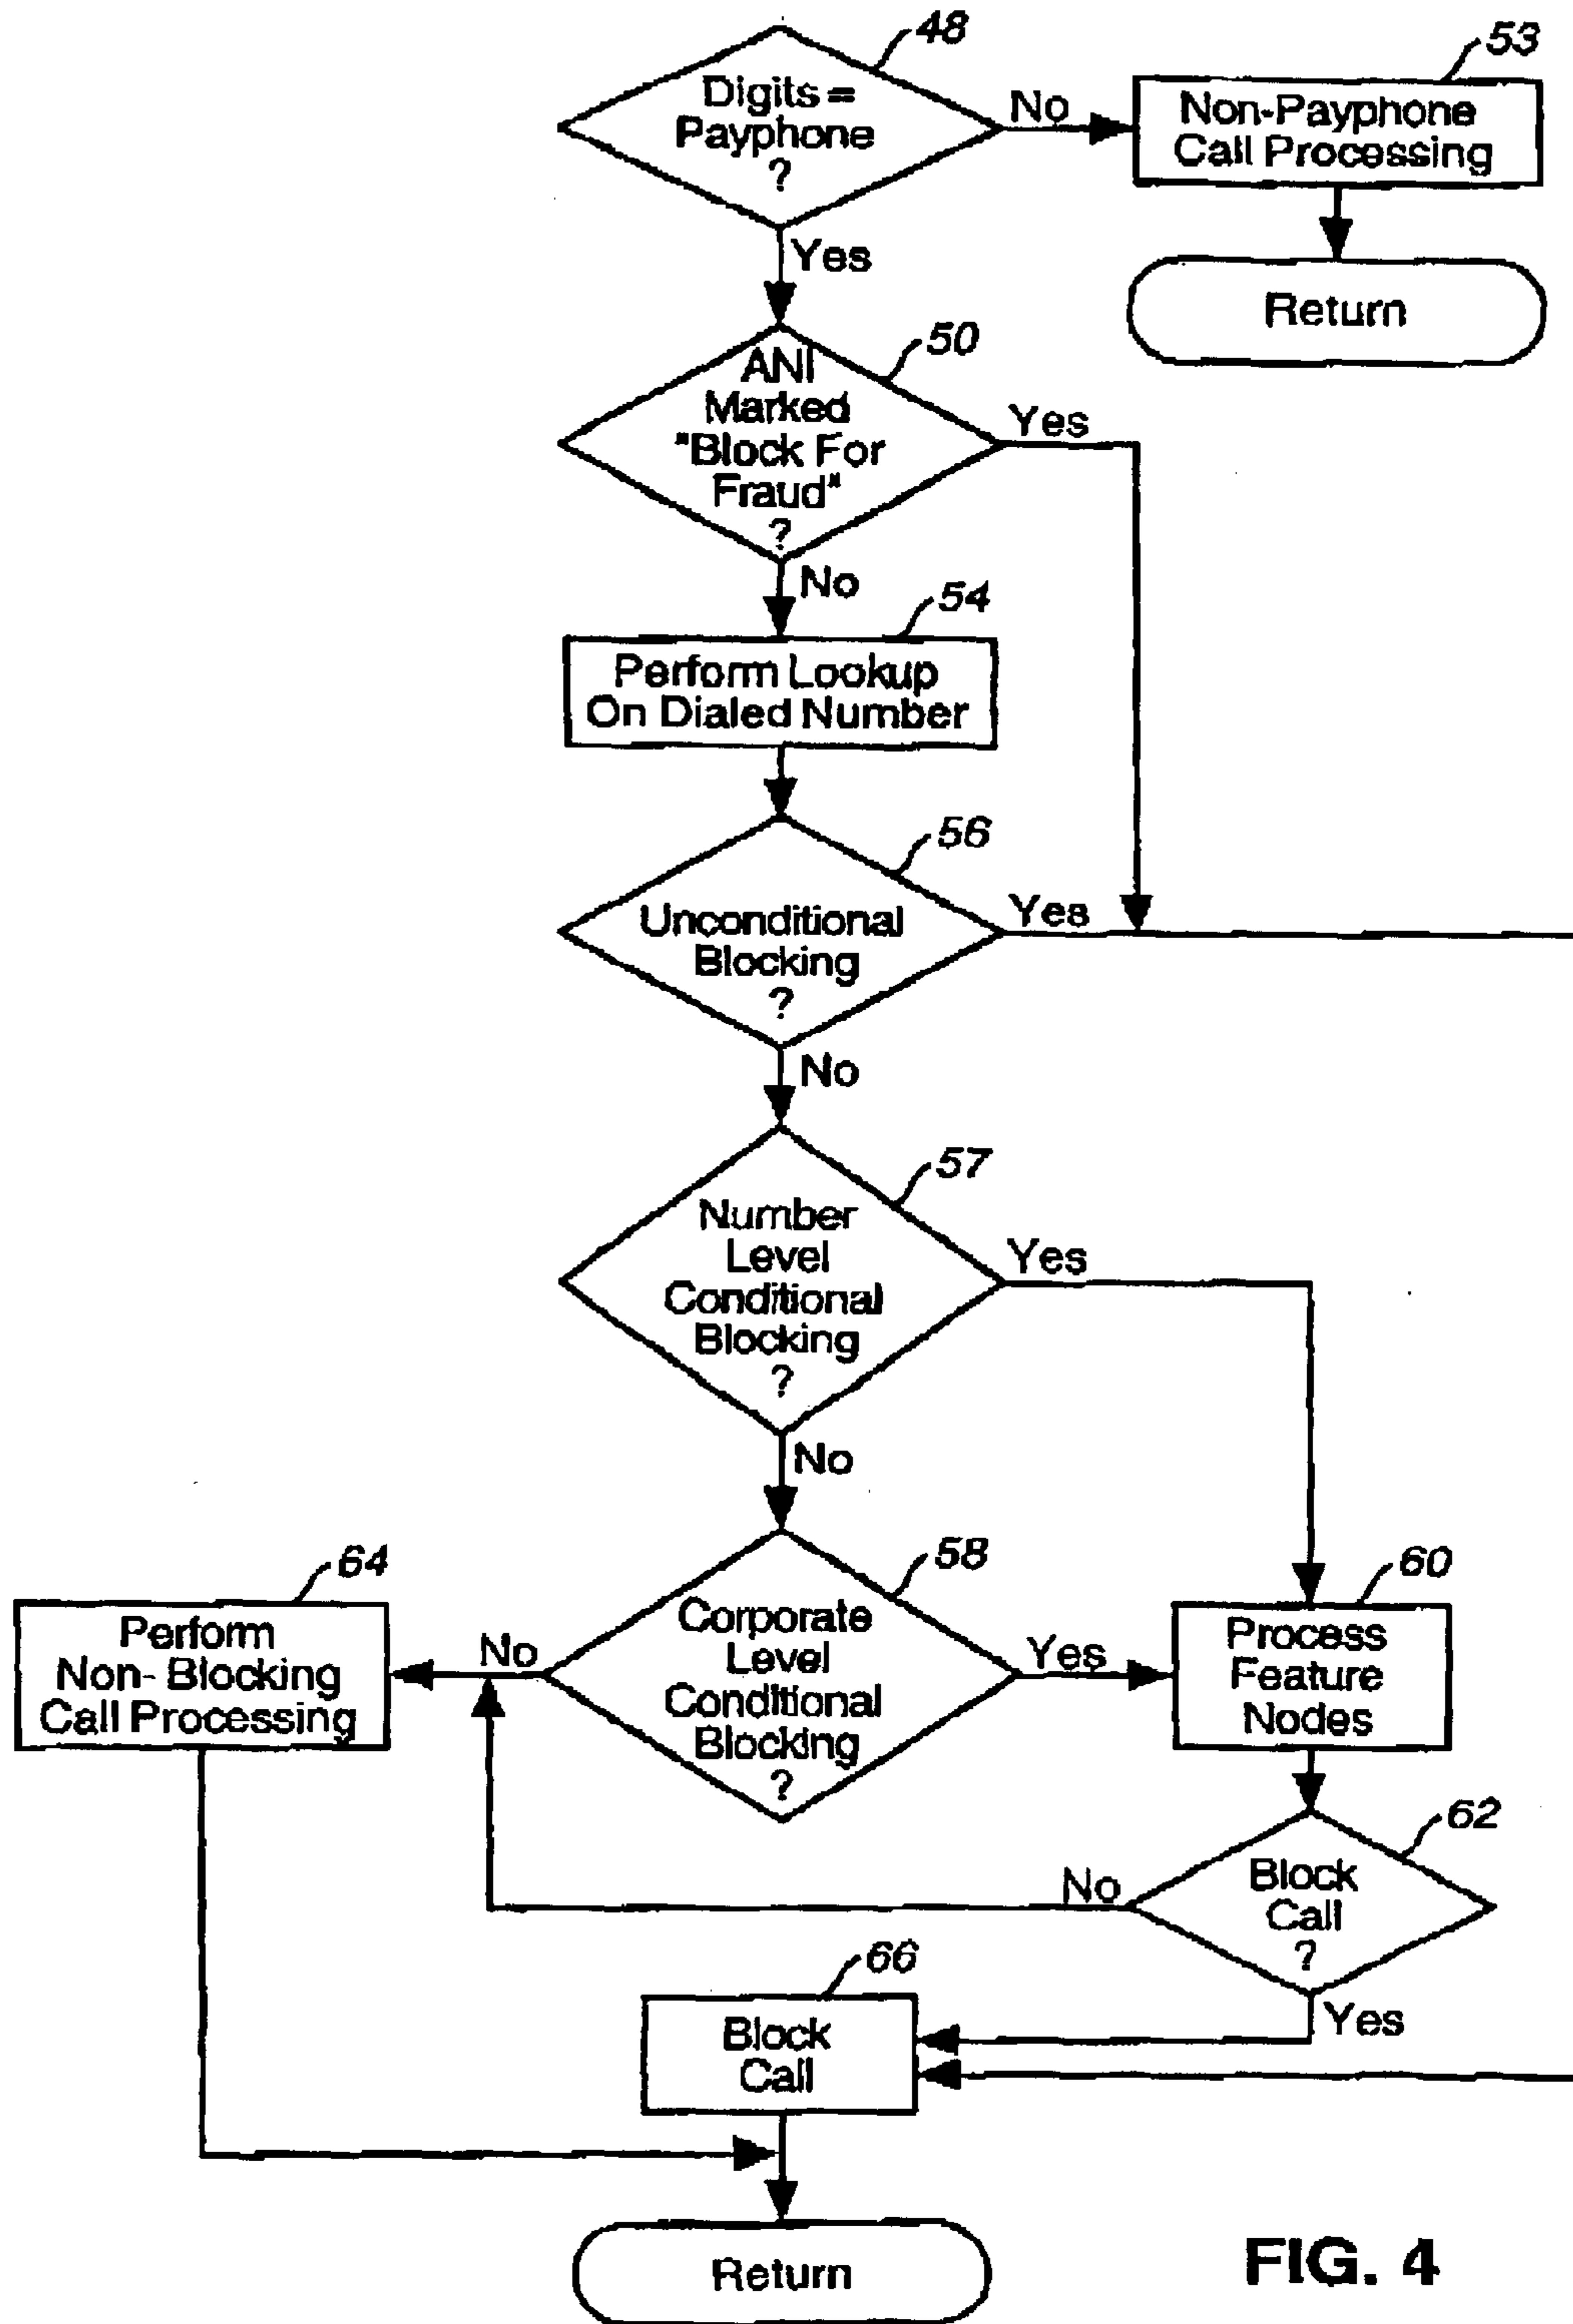 48
Digits =
Payphone
?
No
53
Non-Payphone
Call Processing
Yes
Return
50
ANI
Marked
"Block For
Fraud"
?
Yes
No
54
Perform Lookup
On Dialed Number
56
Unconditional
Blocking
?
Yes
No
57
Number
Level
Conditional
Blocking
?
Yes
No
58
Corporate
Level
Conditional
Blocking
?
No
Yes
64
Perform
Non-Blocking
Call Processing
60
Process
Feature
Nodes
62
Block
Call
?
No
Yes
66
Block
Call
Return
FIG. 4